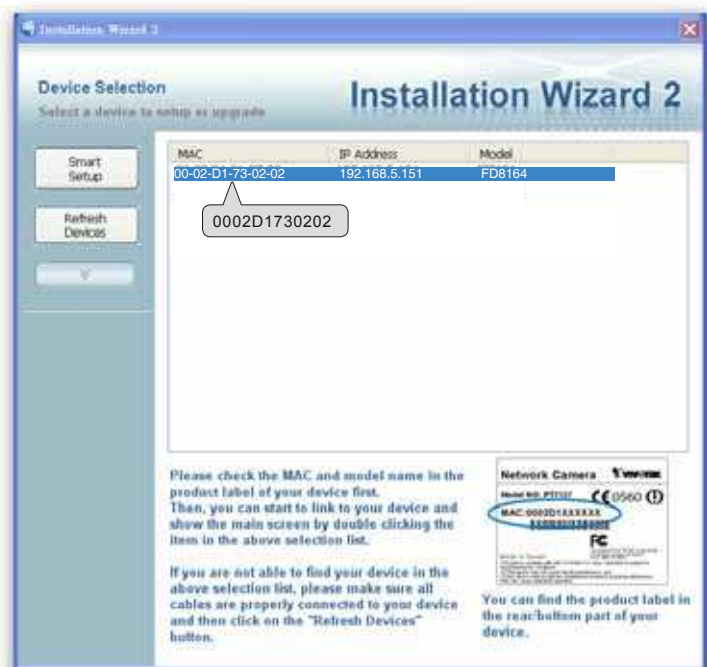 Installation Wizard 2
Device Selection
Select a device to setup or upgrade
Installation Wizard 2
Smart
Setup
Refresh
Devices
MAC IP Address Model
00-02-D1-73-02-02 192.168.5.151 FD8164
0002D1730202
Please check the MAC and model name in the
product label of your device first.
Then, you can start to link to your device and
show the main screen by double clicking the
item in the above selection list.
If you are not able to find your device in the
above selection list, please make sure all
cables are properly connected to your device
and then click on the "Refresh Devices"
button.
Network Camera VIVOTEK
0560
MAC:0002D1XXXXXX
FC
You can find the product label in
the rear/bottom part of your
device.